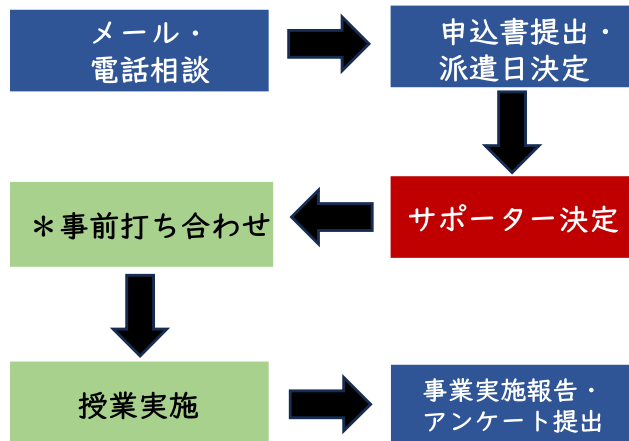 メール・
電話相談
申込書提出・
派遣日決定
サポーター決定
＊事前打ち合わせ
授業実施
事業実施報告・
アンケート提出